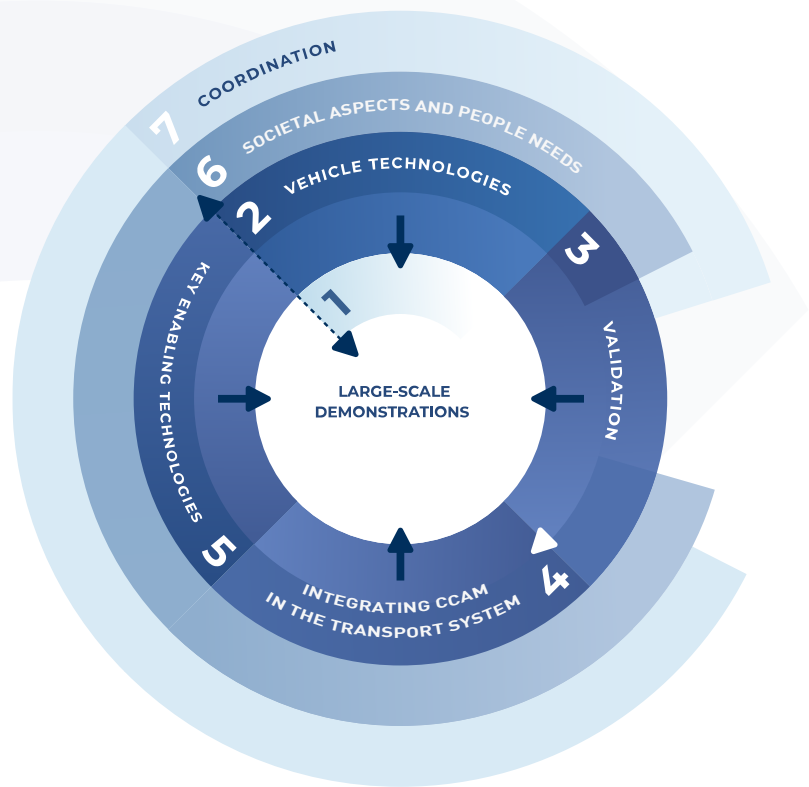 7 COORDINATION
6 SOCIETAL ASPECTS AND PEOPLE NEEDS
2 VEHICLE TECHNOLOGIES
3 VALIDATION
1
LARGE-SCALE
DEMONSTRATIONS
5 KEY ENABLING TECHNOLOGIES
4 INTEGRATING CCAM
IN THE TRANSPORT SYSTEM